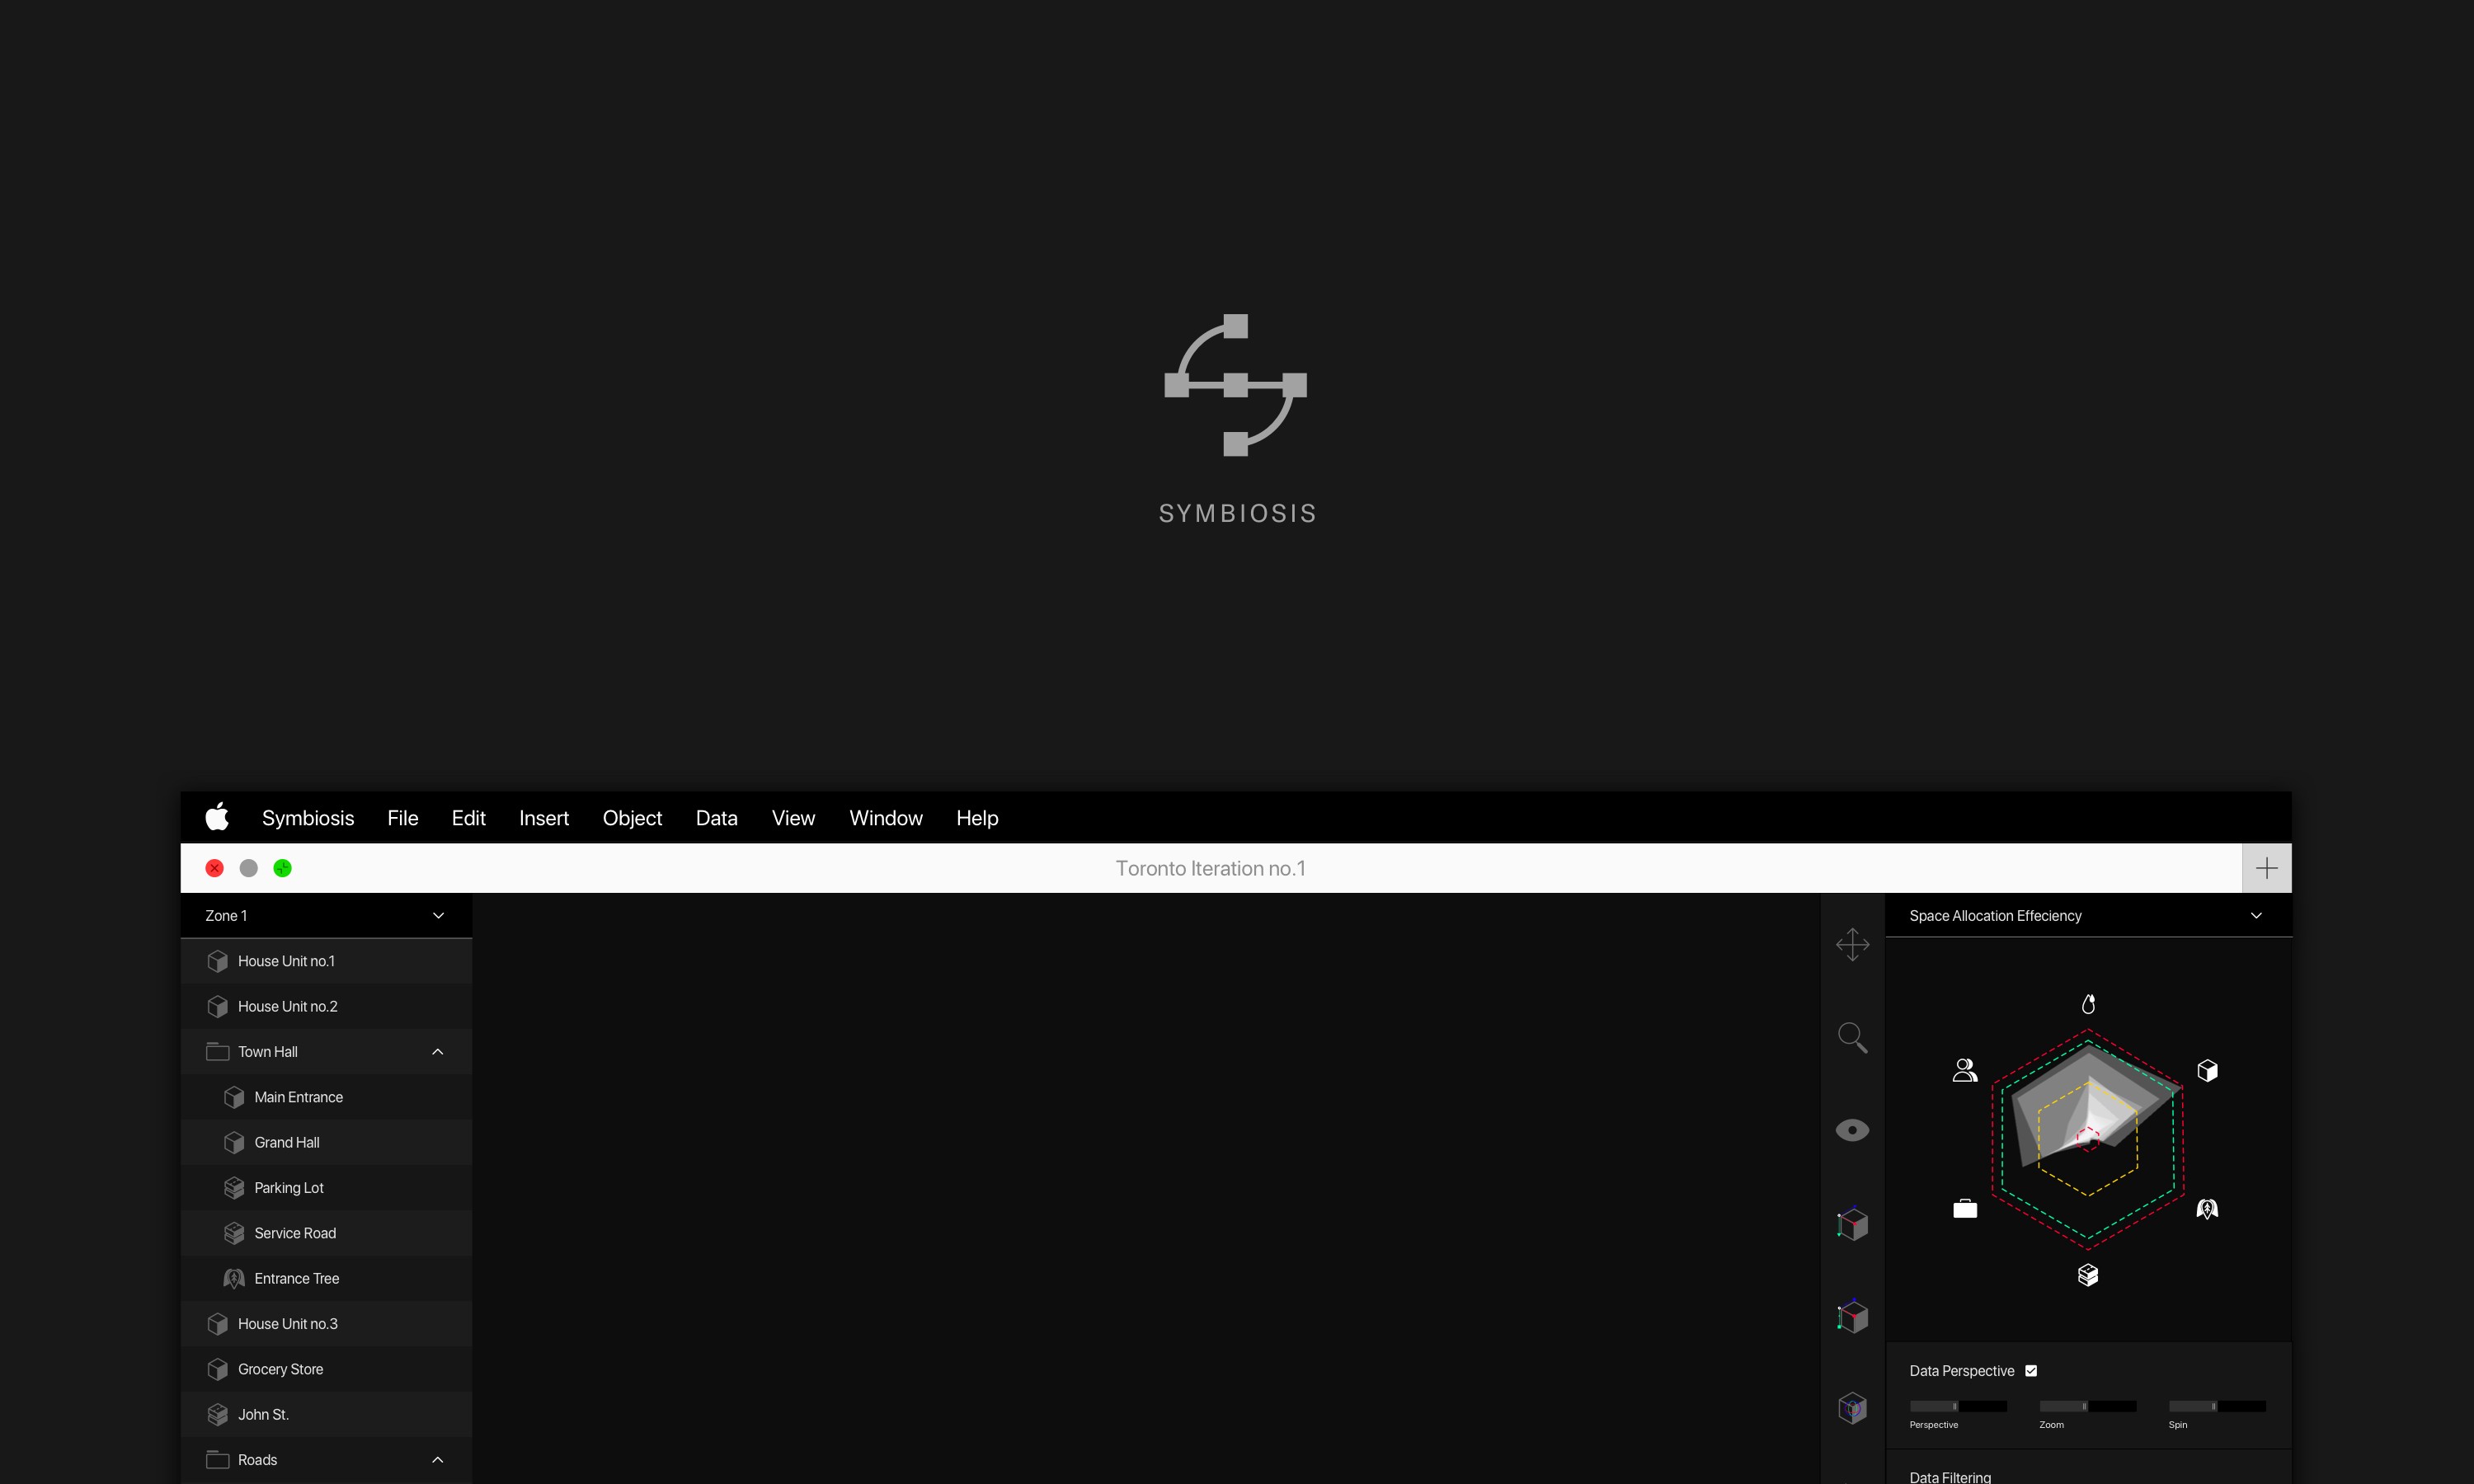 SYMBIOSIS
Symbiosis File Edit Insert Object Data View Window Help
Toronto Iteration no.1
Zone 1
House Unit no.1
House Unit no.2
Town Hall
Main Entrance
Grand Hall
Parking Lot
Service Road
Entrance Tree
House Unit no.3
Grocery Store
John St.
Roads
Space Allocation Effeciency
Data Perspective
Perspective Zoom Spin
Data Filtering